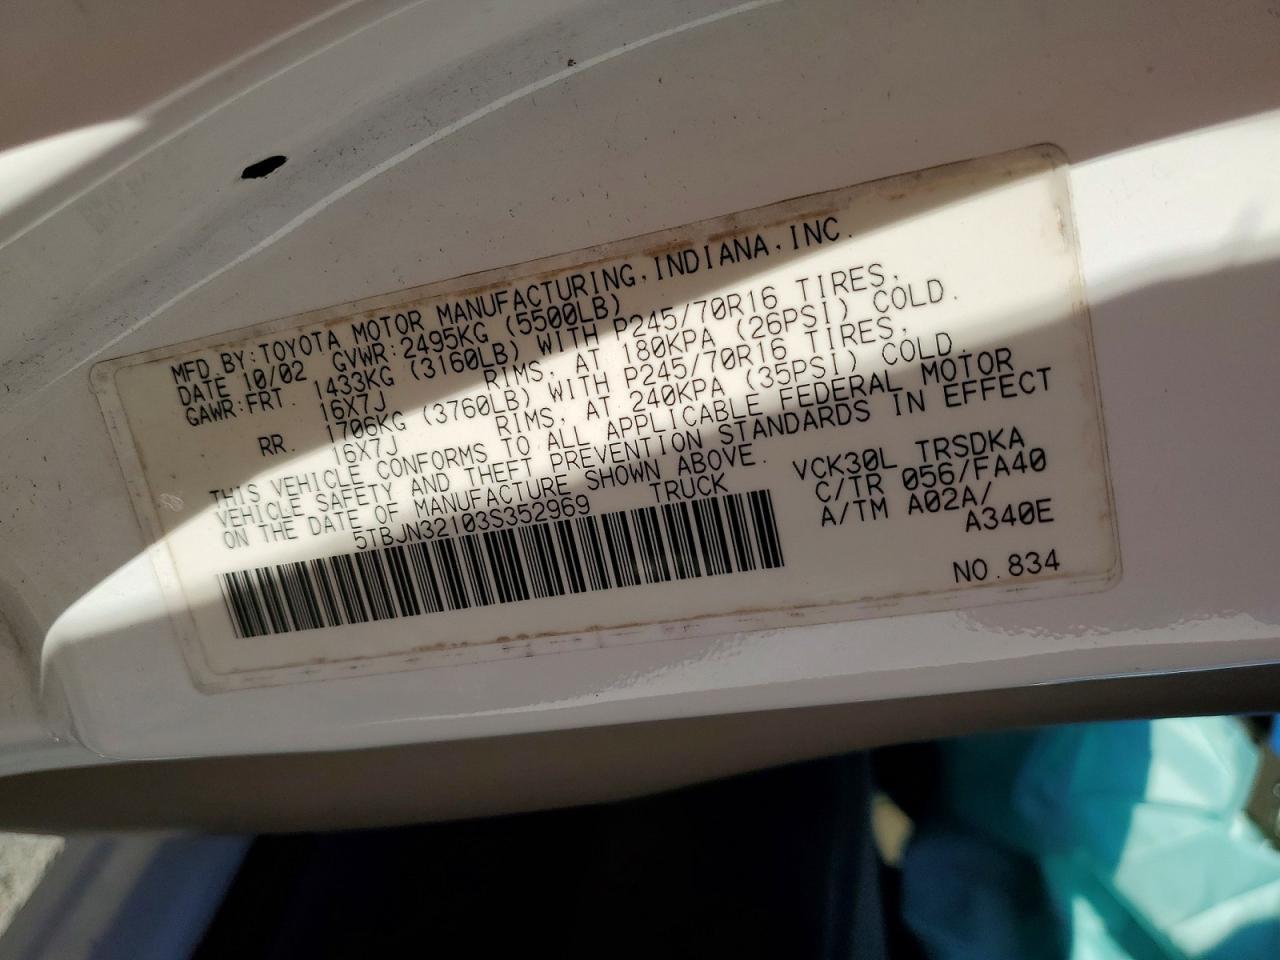 MFD.BY:TOYOTA MOTOR MANUFACTURING,INDIANA,INC.
DATE 10/02 GVWR:2495KG (5500LB)
GAWR:FRT. 1433KG (3160LB) WITH P245/70R16 TIRES,
16X7J RIMS, AT 180KPA (26PSI) COLD.
RR. 1706KG (3760LB) WITH P245/70R16 TIRES,
16X7J RIMS, AT 240KPA (35PSI) COLD.
THIS VEHICLE CONFORMS TO ALL APPLICABLE FEDERAL MOTOR
VEHICLE SAFETY AND THEFT PREVENTION STANDARDS IN EFFECT
ON THE DATE OF MANUFACTURE SHOWN ABOVE.
5TBJN32103S352969 TRUCK
VCK30L TRSDKA
C/TR 056/FA40
A/TM A02A/
A340E
NO.834